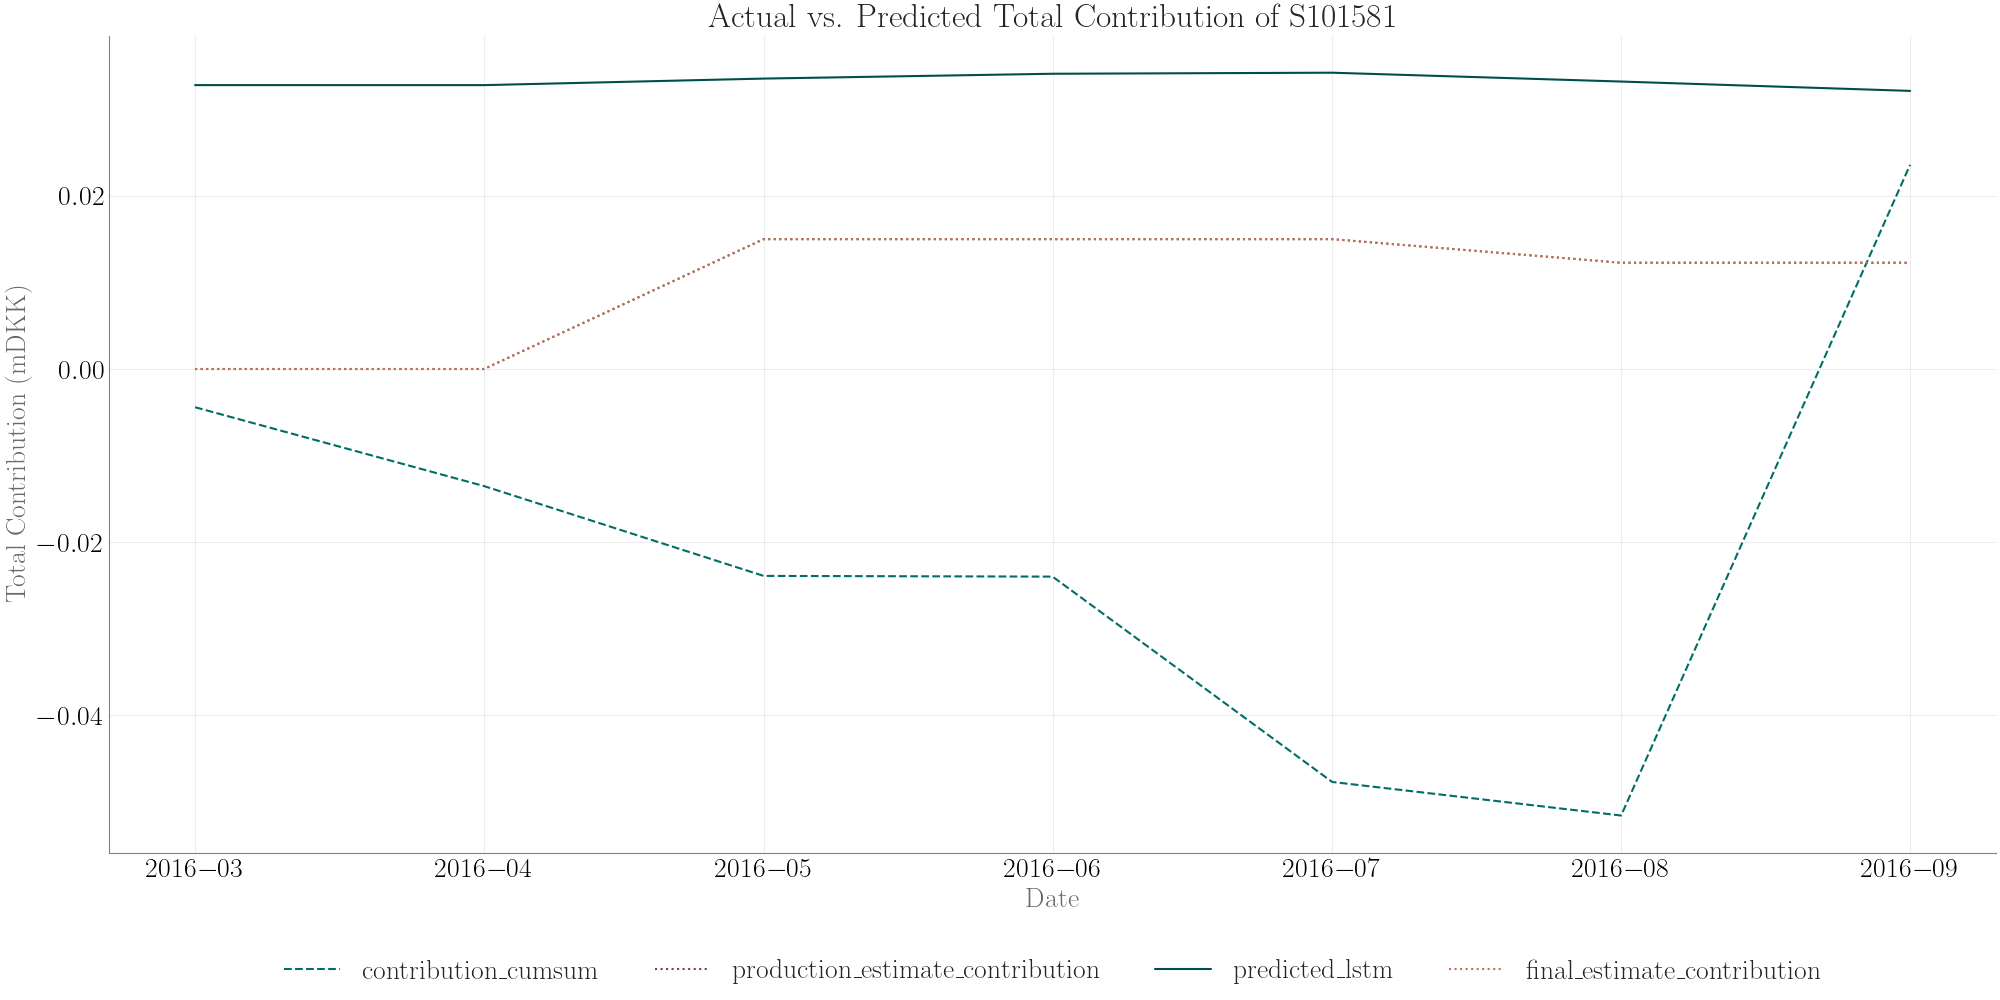 Actual vs. Predicted Total Contribution of S101581
Total Contribution (mDKK)
0.02
0.00
−0.02
−0.04
2016−03 2016−04 2016−05 2016−06 2016−07 2016−08 2016−09
Date
contribution_cumsum production_estimate_contribution predicted_lstm final_estimate_contribution